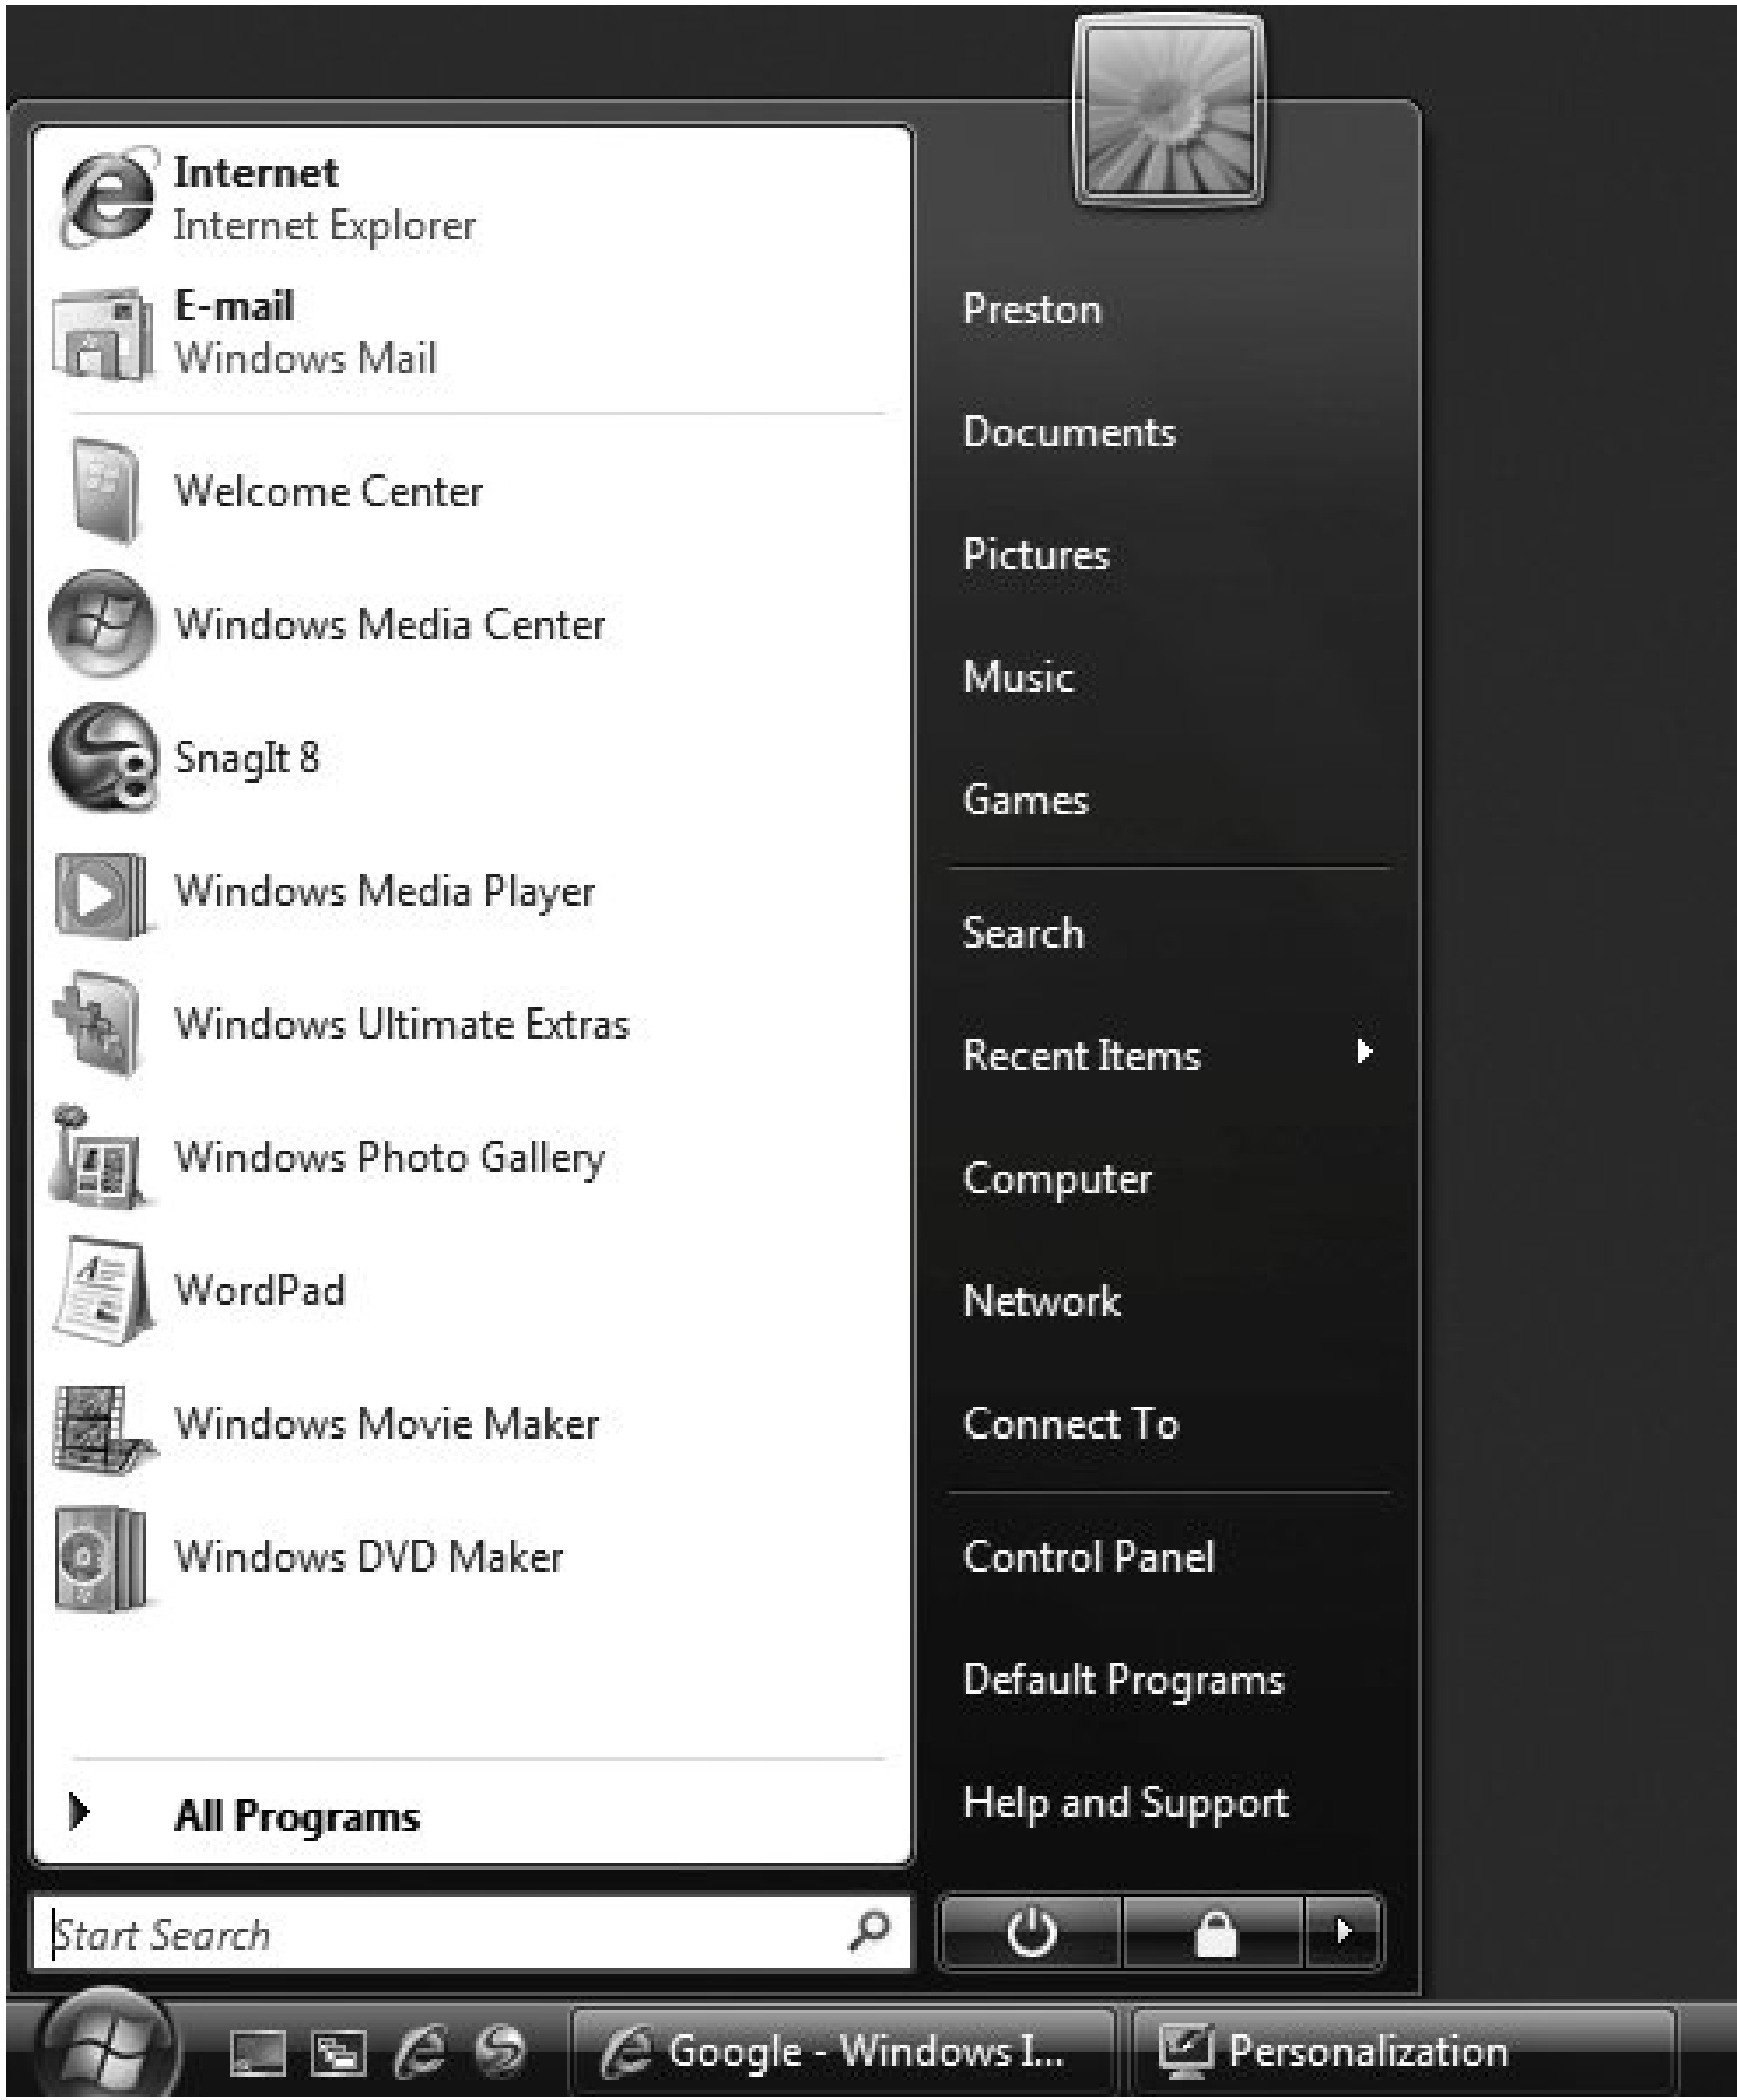 Internet
Internet Explorer
E-mail
Windows Mail
Welcome Center
Windows Media Center
SnagIt 8
Windows Media Player
Windows Ultimate Extras
Windows Photo Gallery
WordPad
Windows Movie Maker
Windows DVD Maker
All Programs
Start Search
Preston
Documents
Pictures
Music
Games
Search
Recent Items
Computer
Network
Connect To
Control Panel
Default Programs
Help and Support
Google - Windows I...
Personalization